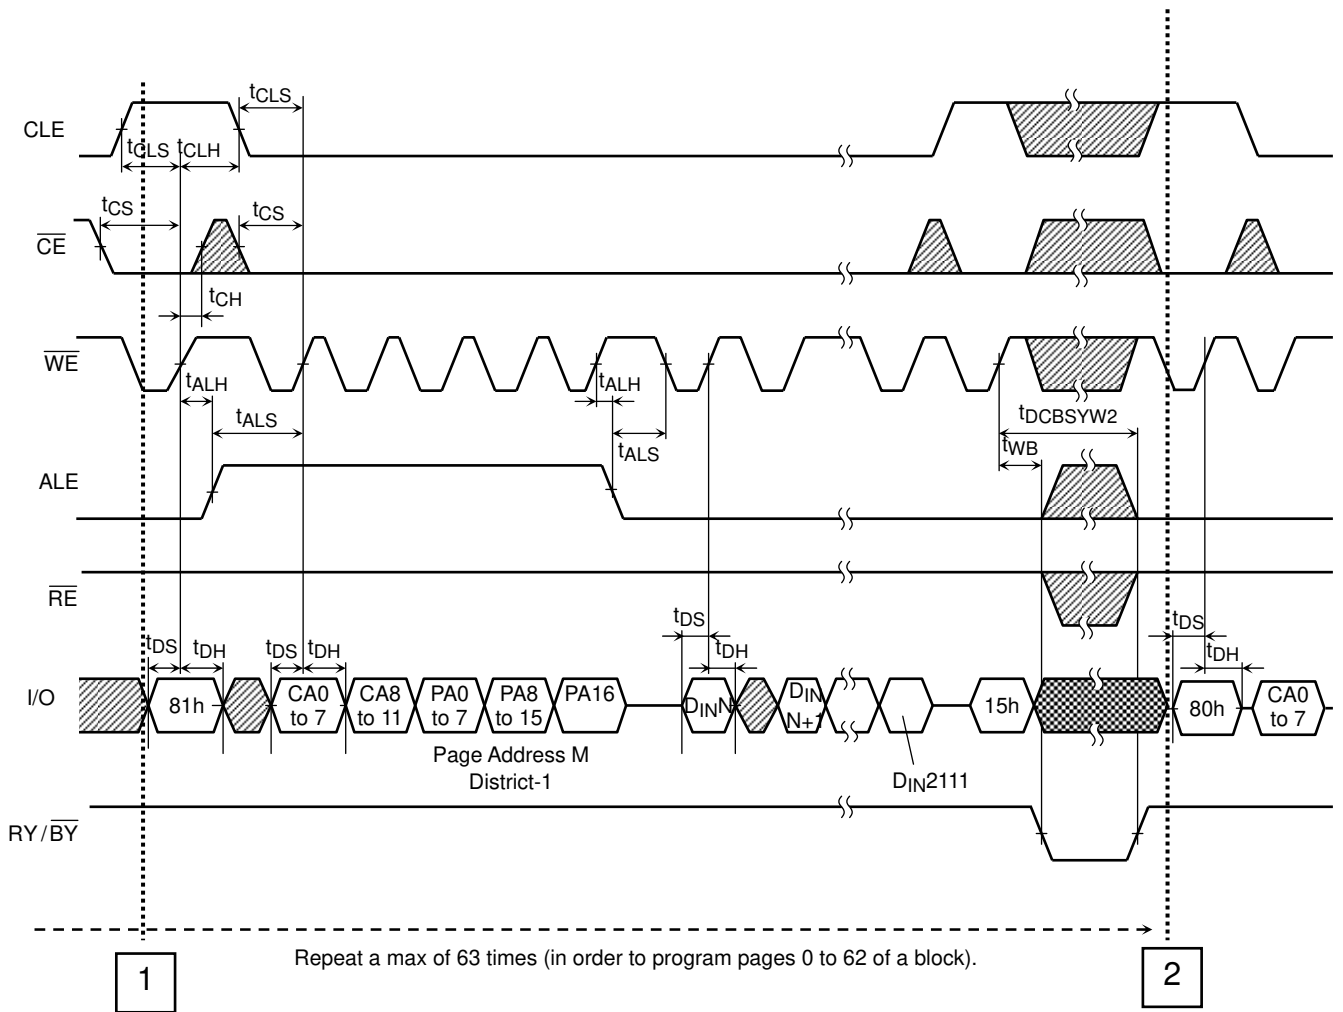 tCLS
CLE
tCLS tCLH
tCS tCS
CE
tCH
WE
tALH tALH
tALS tDCBSYW2
tALS tWB
ALE
RE
tDS tDH tDS tDH tDS tDH tDS tDH
I/O
81h
CA0 to 7
CA8 to 11
PA0 to 7
PA8 to 15
PA16
DINN
DIN N+1
15h
80h
CA0 to 7
Page Address M
District-1
DIN2111
RY/BY
Repeat a max of 63 times (in order to program pages 0 to 62 of a block).
1
2